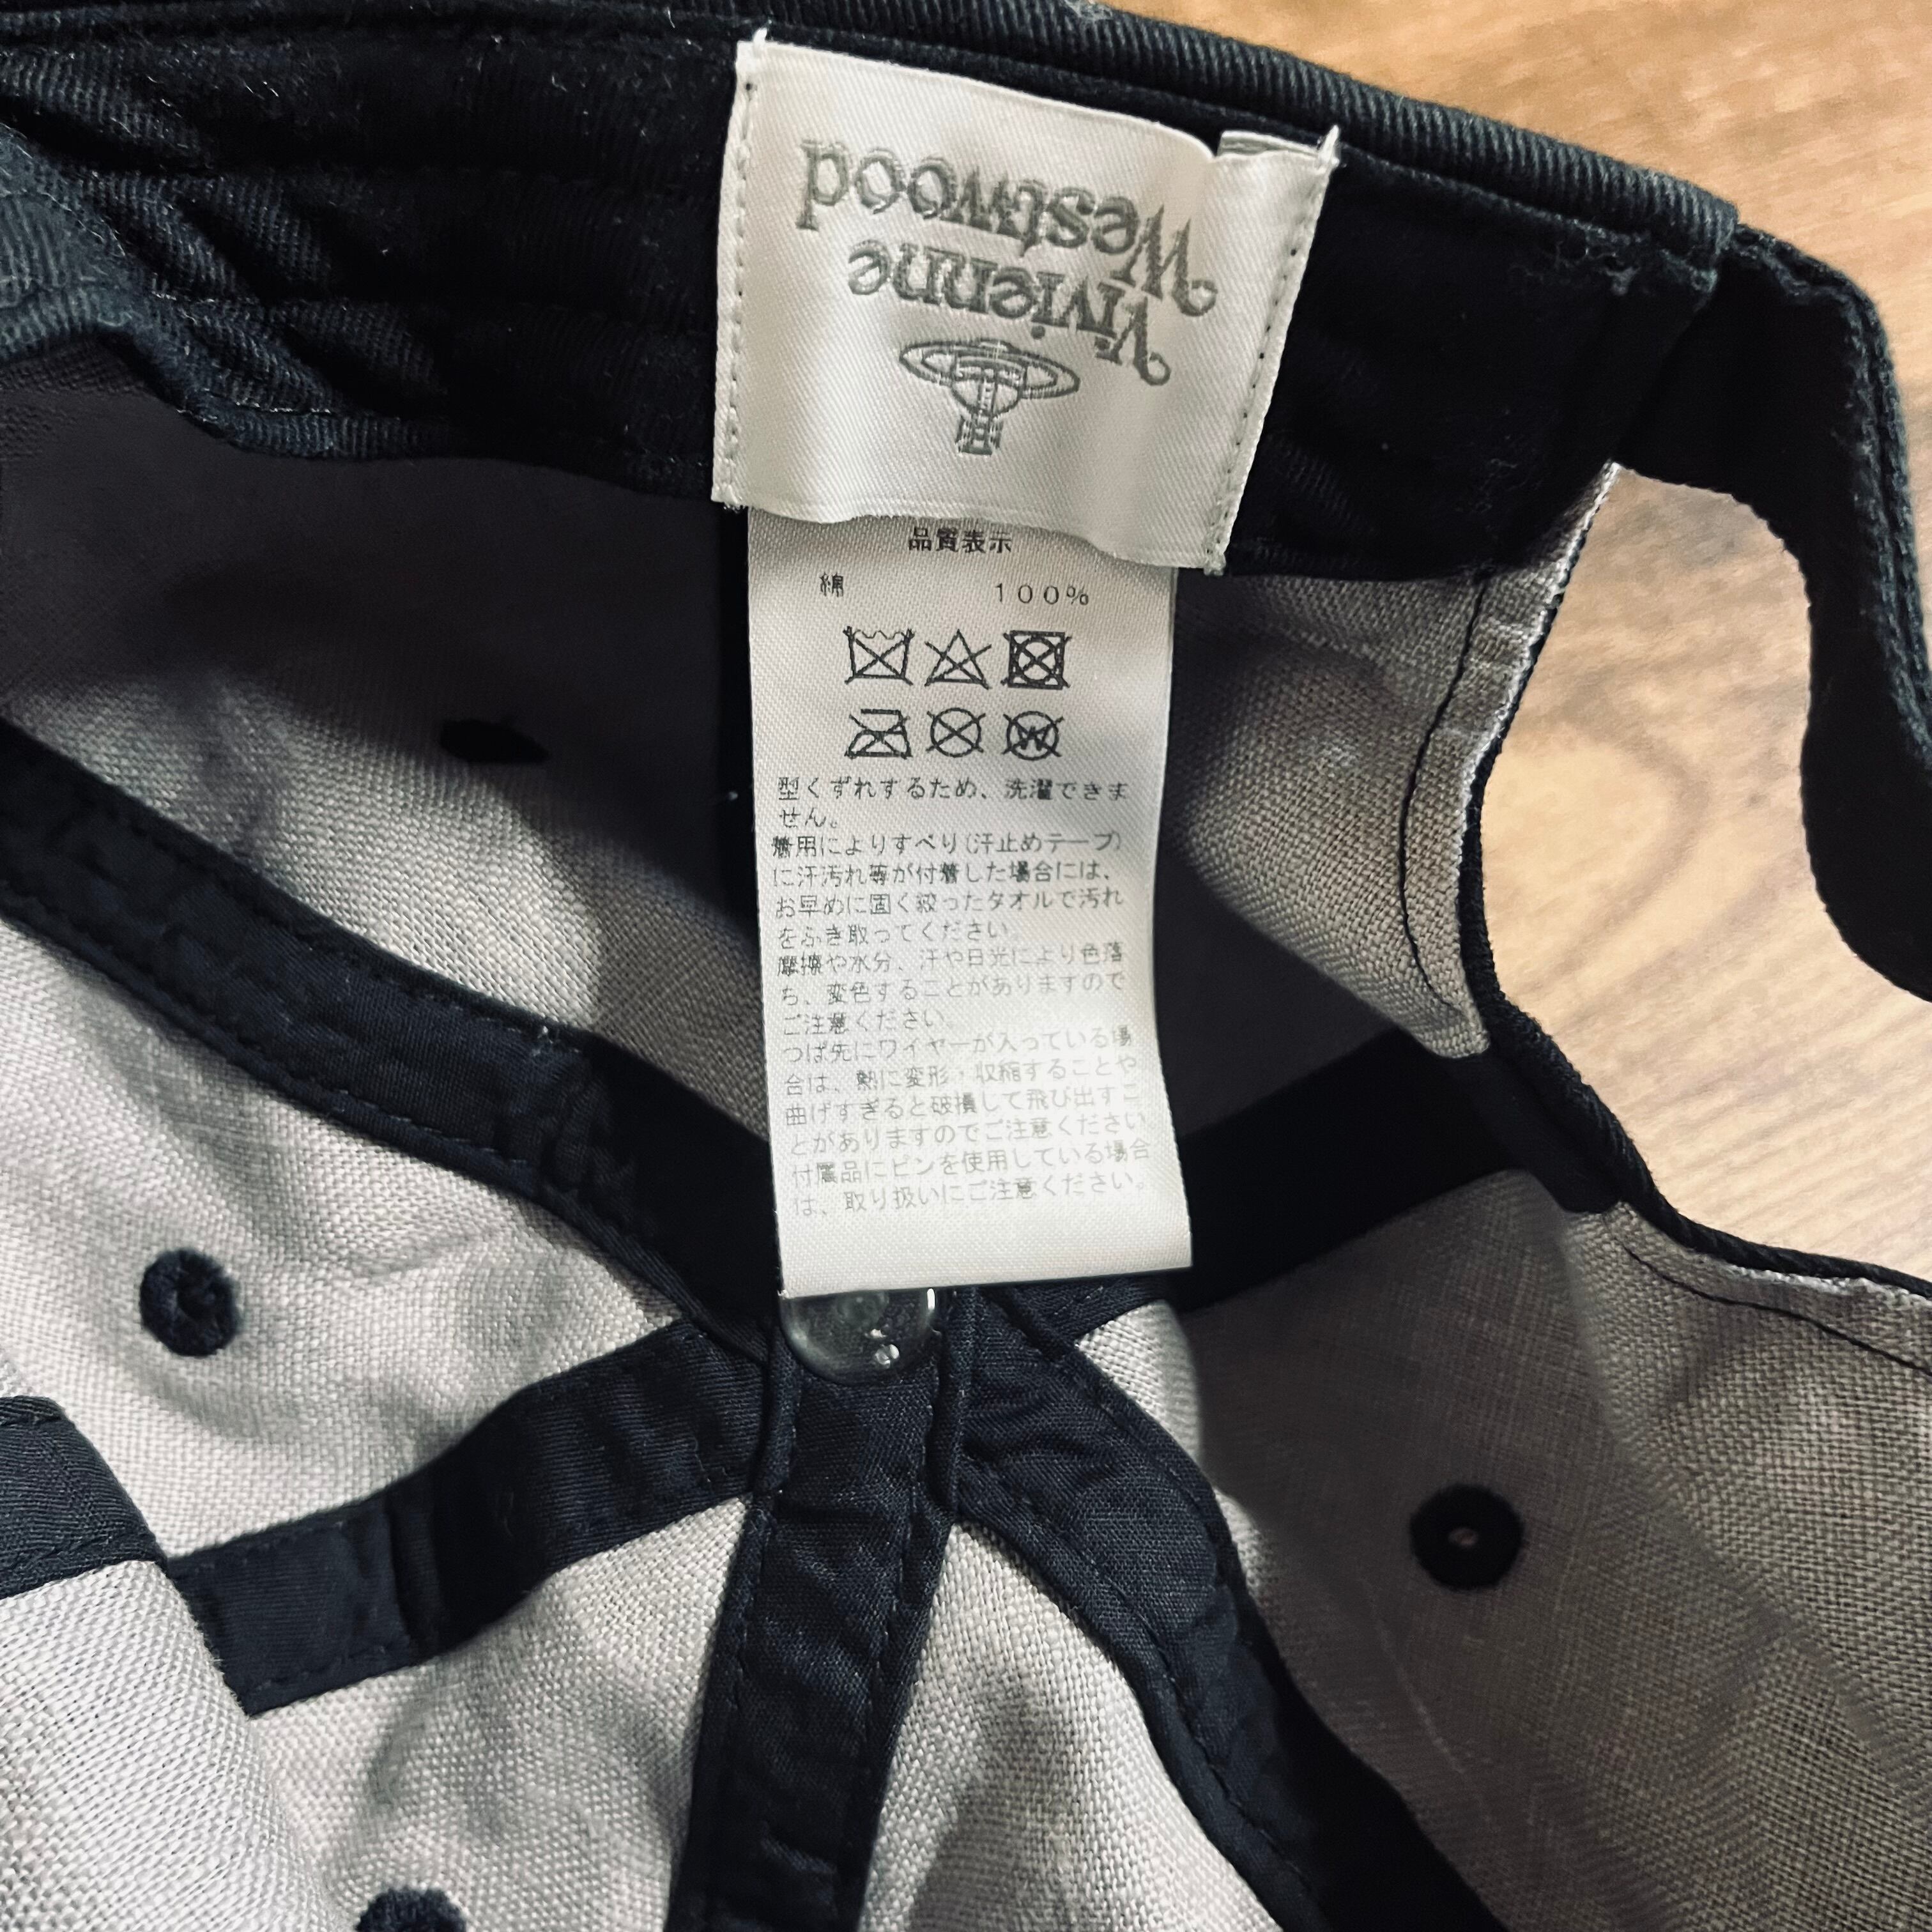 Vivienne
Westwood
品質表示
綿 100%
W
型くずれするため、洗濯できま
せん。
着用によりすべり(汗止めテープ)
に汗汚れ等が付着した場合には、
お早めに固く絞ったタオルで汚れ
をふき取ってください。
摩擦や水分、汗や日光により色落
ち、変色することがありますので
ご注意ください。
つば先にワイヤーが入っている場
合は、熱に変形・収縮することや
曲げすぎると破損して飛び出すこ
とがありますのでご注意ください
付属品にピンを使用している場合
は、取り扱いにご注意ください。